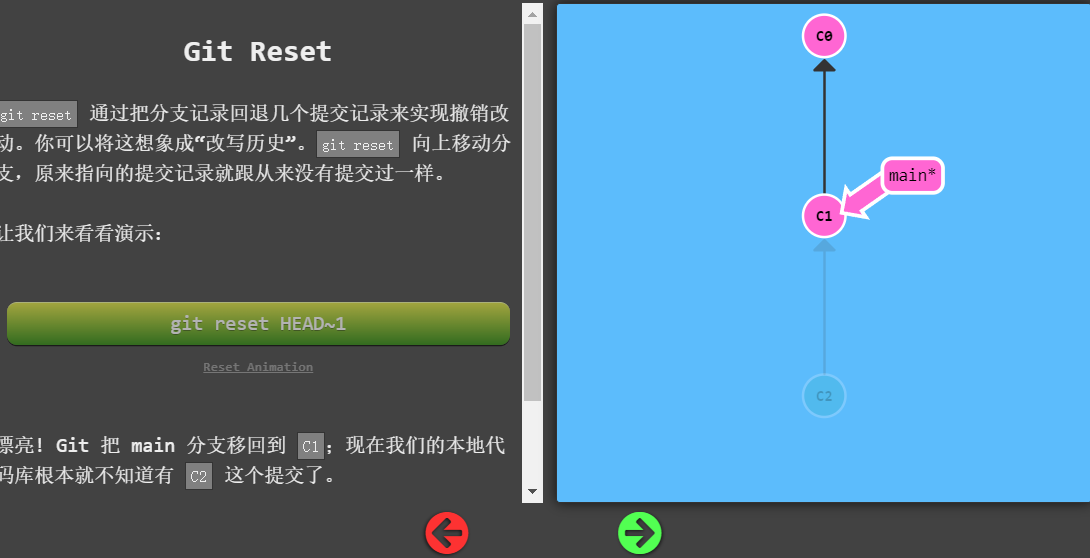 Git Reset
git reset 通过把分支记录回退几个提交记录来实现撤销改
动。你可以将这想象成“改写历史”。git reset 向上移动分
支，原来指向的提交记录就跟从来没有提交过一样。
让我们来看看演示:
git reset HEAD~1
Reset Animation
漂亮! Git 把 main 分支移回到 C1；现在我们的本地代
码库根本就不知道有 C2 这个提交了。
C0
main*
C1
C2